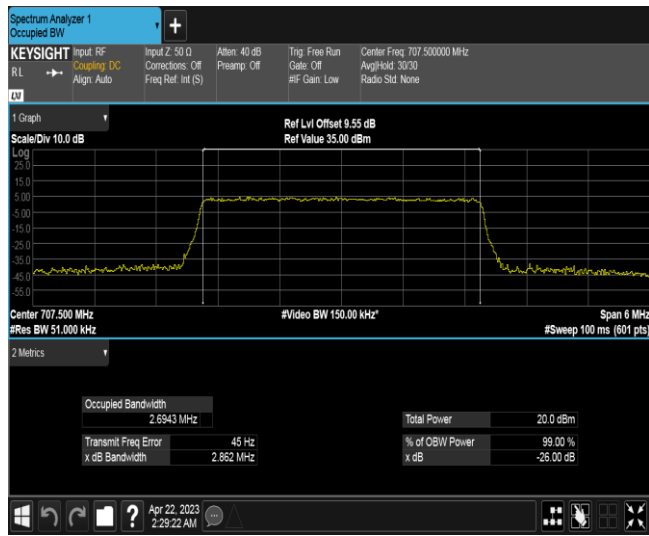 Spectrum Analyzer 1
Occupied BW
+
KEYSIGHT
RL
LXI
Input: RF
Coupling: DC
Align: Auto
Input Z: 50 Ω
Corrections: Off
Freq Ref: Int (S)
Atten: 40 dB
Preamp: Off
Trig: Free Run
Gate: Off
#IF Gain: Low
Center Freq: 707.500000 MHz
Avg|Hold: 30/30
Radio Std: None
1 Graph
Scale/Div 10.0 dB
Ref Lvl Offset 9.55 dB
Ref Value 35.00 dBm
Log
25.0
15.0
5.00
-5.00
-15.0
-25.0
-35.0
-45.0
-55.0
Center 707.500 MHz
#Res BW 51.000 kHz
#Video BW 150.00 kHz*
Span 6 MHz
#Sweep 100 ms (601 pts)
2 Metrics
Occupied Bandwidth
2.6943 MHz
Transmit Freq Error 45 Hz
x dB Bandwidth 2.862 MHz
Total Power 20.0 dBm
% of OBW Power 99.00 %
x dB -26.00 dB
?
Apr 22, 2023
2:29:22 AM